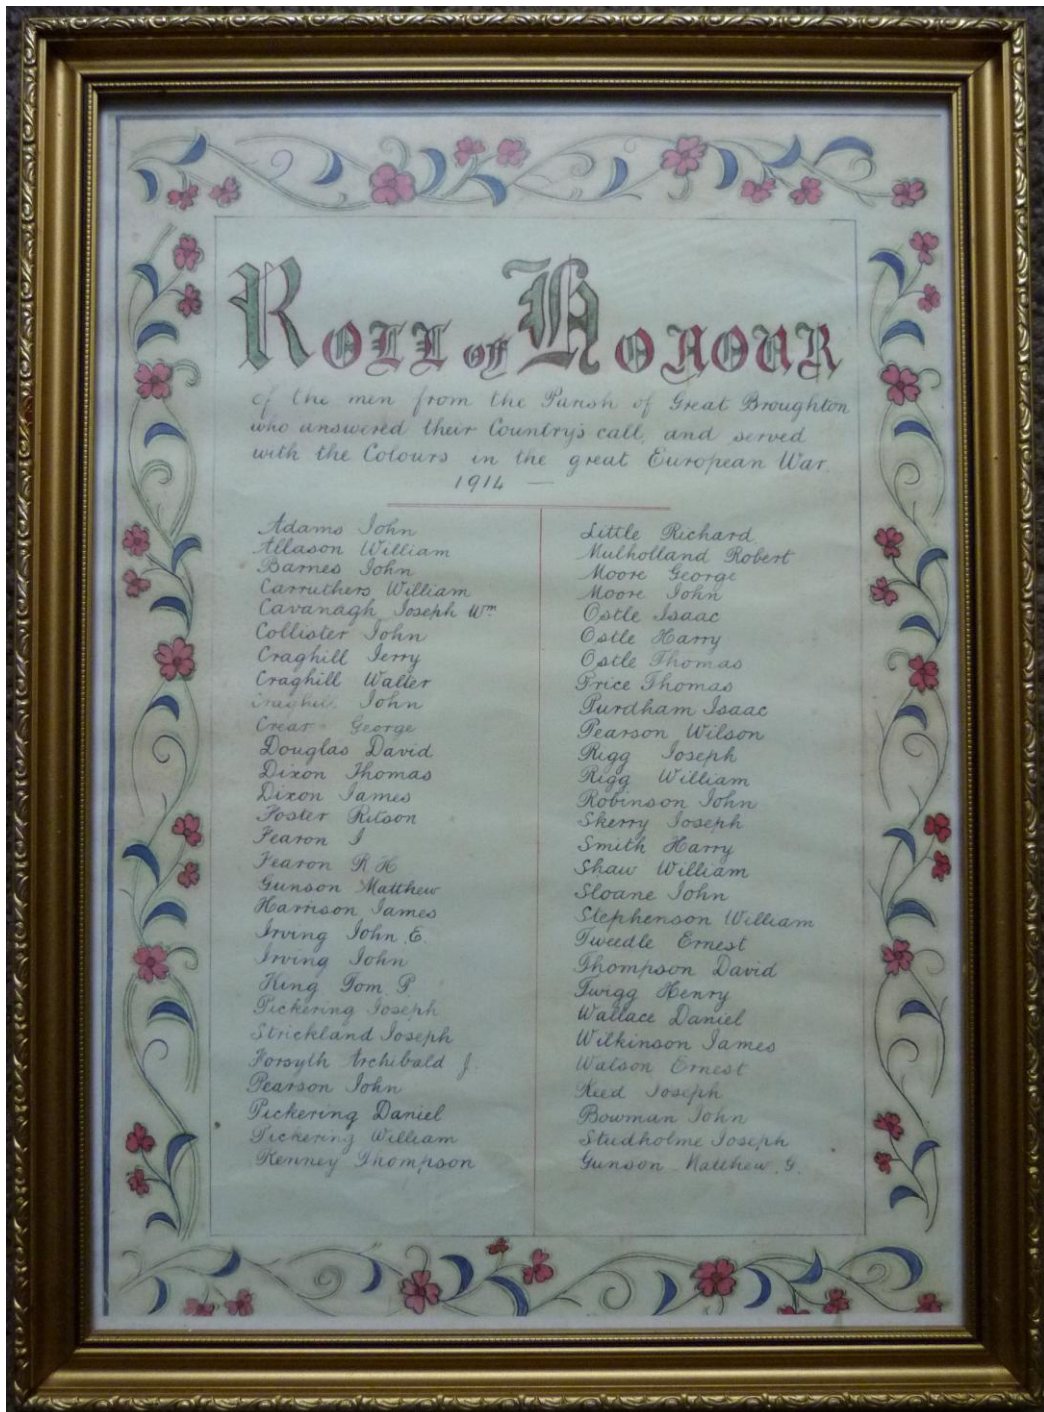 Roll of Honour
of the men from the Parish of Great Broughton
who answered their Country's call, and served
with the Colours in the great European War.
1914 —
Adams John
Allason William
Barnes John
Carruthers William
Cavanagh Joseph Wm
Collister John
Craghill Jerry
Craghill Walter
John
Crear George
Douglas David
Dixon Thomas
Dixon James
Foster Ritson
Fearon J
Fearon R H
Gunson Matthew
Harrison James
Irving John E.
Irving John
King Tom P
Pickering Joseph
Strickland Joseph
Forsyth Archibald J.
Pearson John
Pickering Daniel
Pickering William
Kenney Thompson
Little Richard
Mulholland Robert
Moore George
Moore John
Ostle Isaac
Ostle Harry
Ostle Thomas
Price Thomas
Purdham Isaac
Pearson Wilson
Rigg Joseph
Rigg William
Robinson John
Skerry Joseph
Smith Harry
Shaw William
Sloane John
Stephenson William
Tweedle Ernest
Thompson David
Twigg Henry
Wallace Daniel
Wilkinson James
Watson Ernest
Reed Joseph
Bowman John
Studholme Joseph
Gunson Matthew. G.